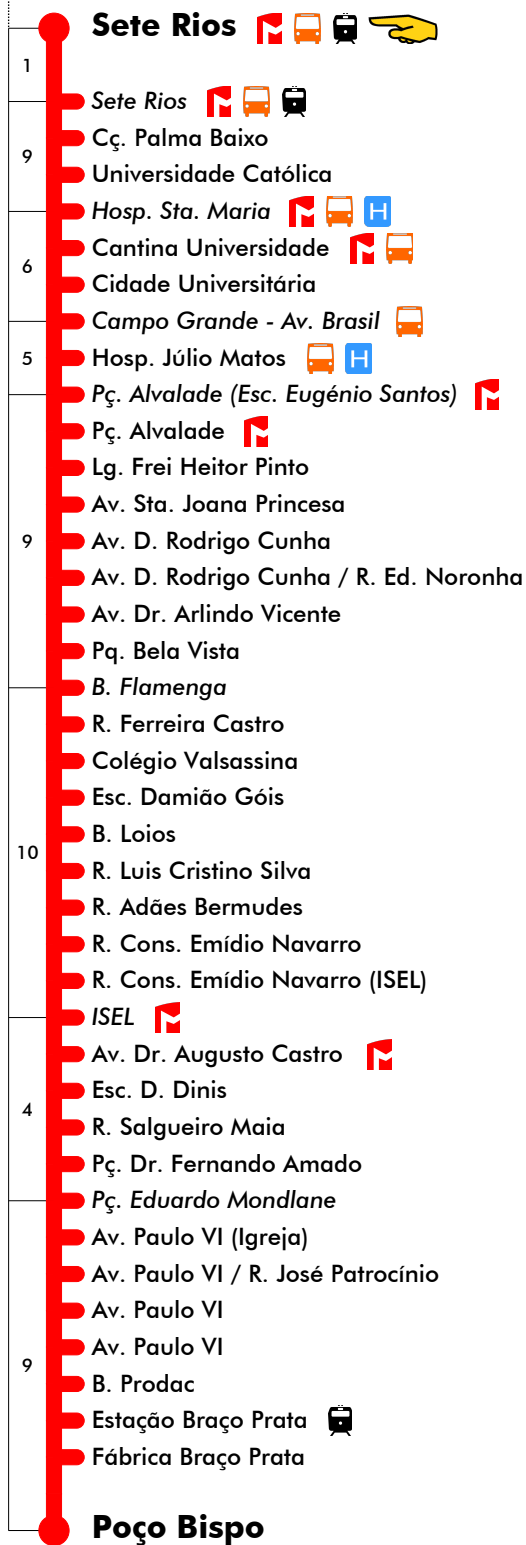 Sete Rios
1
Sete Rios
Cç. Palma Baixo
9
Universidade Católica
Hosp. Sta. Maria H
Cantina Universidade
6
Cidade Universitária
Campo Grande - Av. Brasil
5
Hosp. Júlio Matos H
Pç. Alvalade (Esc. Eugénio Santos)
Pç. Alvalade
Lg. Frei Heitor Pinto
Av. Sta. Joana Princesa
9
Av. D. Rodrigo Cunha
Av. D. Rodrigo Cunha / R. Ed. Noronha
Av. Dr. Arlindo Vicente
Pq. Bela Vista
B. Flamenga
R. Ferreira Castro
Colégio Valsassina
Esc. Damião Góis
B. Loios
10
R. Luis Cristino Silva
R. Adães Bermudes
R. Cons. Emídio Navarro
R. Cons. Emídio Navarro (ISEL)
ISEL
Av. Dr. Augusto Castro
Esc. D. Dinis
4
R. Salgueiro Maia
Pç. Dr. Fernando Amado
Pç. Eduardo Mondlane
Av. Paulo VI (Igreja)
Av. Paulo VI / R. José Patrocínio
Av. Paulo VI
Av. Paulo VI
9
B. Prodac
Estação Braço Prata
Fábrica Braço Prata
Poço Bispo